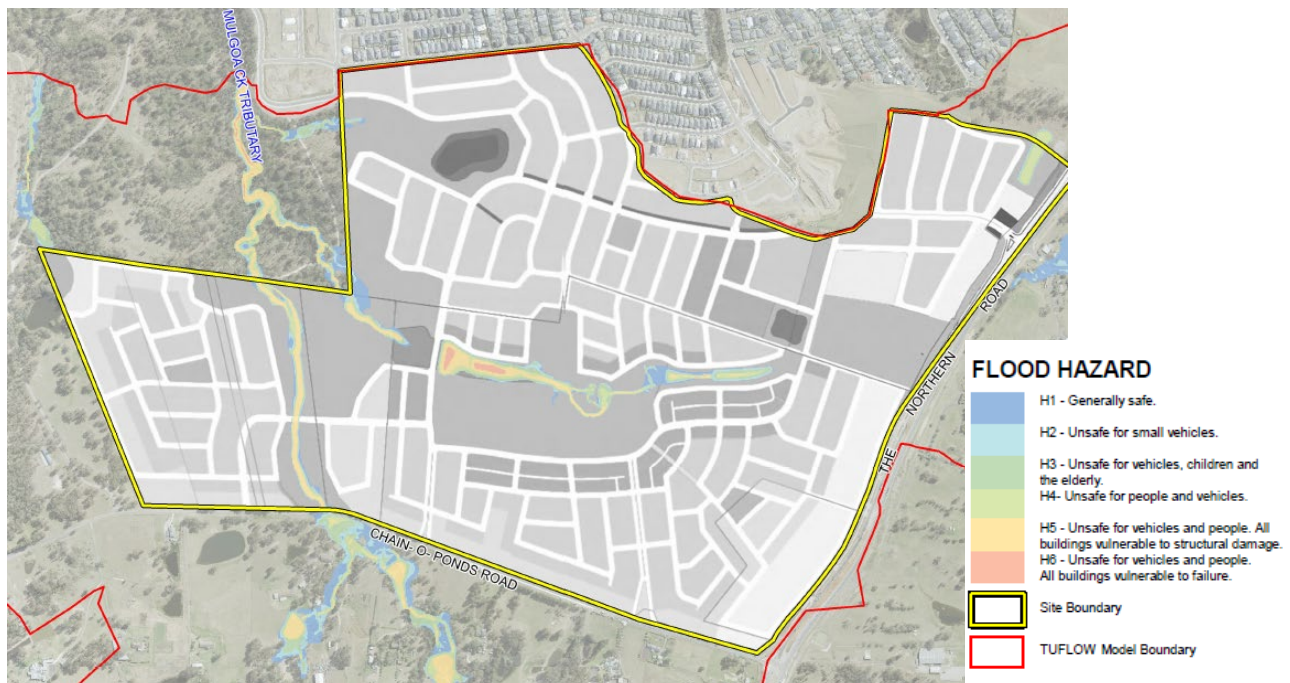 MULGOA CK TRIBUTARY
THE NORTHERN ROAD
CHAIN- O- PONDS ROAD
FLOOD HAZARD
H1 - Generally safe.
H2 - Unsafe for small vehicles.
H3 - Unsafe for vehicles, children and
the elderly.
H4- Unsafe for people and vehicles.
H5 - Unsafe for vehicles and people. All
buildings vulnerable to structural damage.
H6 - Unsafe for vehicles and people.
All buildings vulnerable to failure.
Site Boundary
TUFLOW Model Boundary